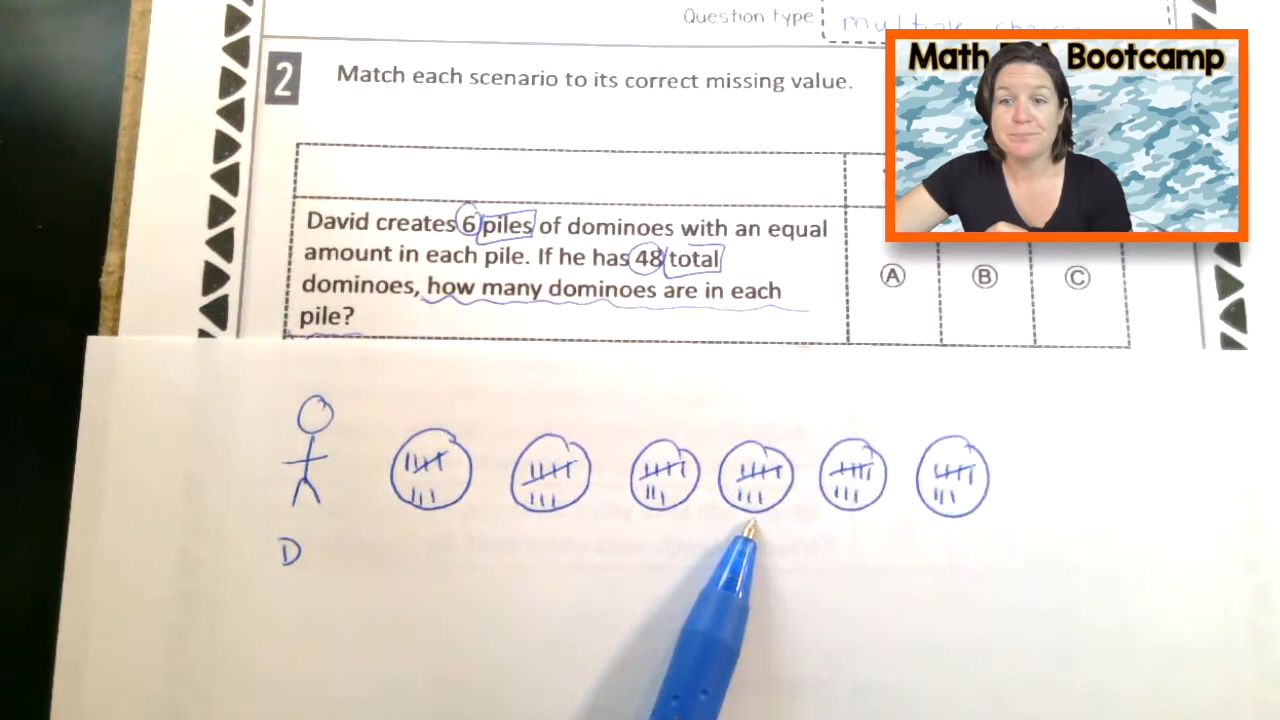 Question type
multiple
2
Match each scenario to its correct missing value.
Math Bootcamp
David creates 6 piles of dominoes with an equal
amount in each pile. If he has 48 total
dominoes, how many dominoes are in each
pile?
A B C
D